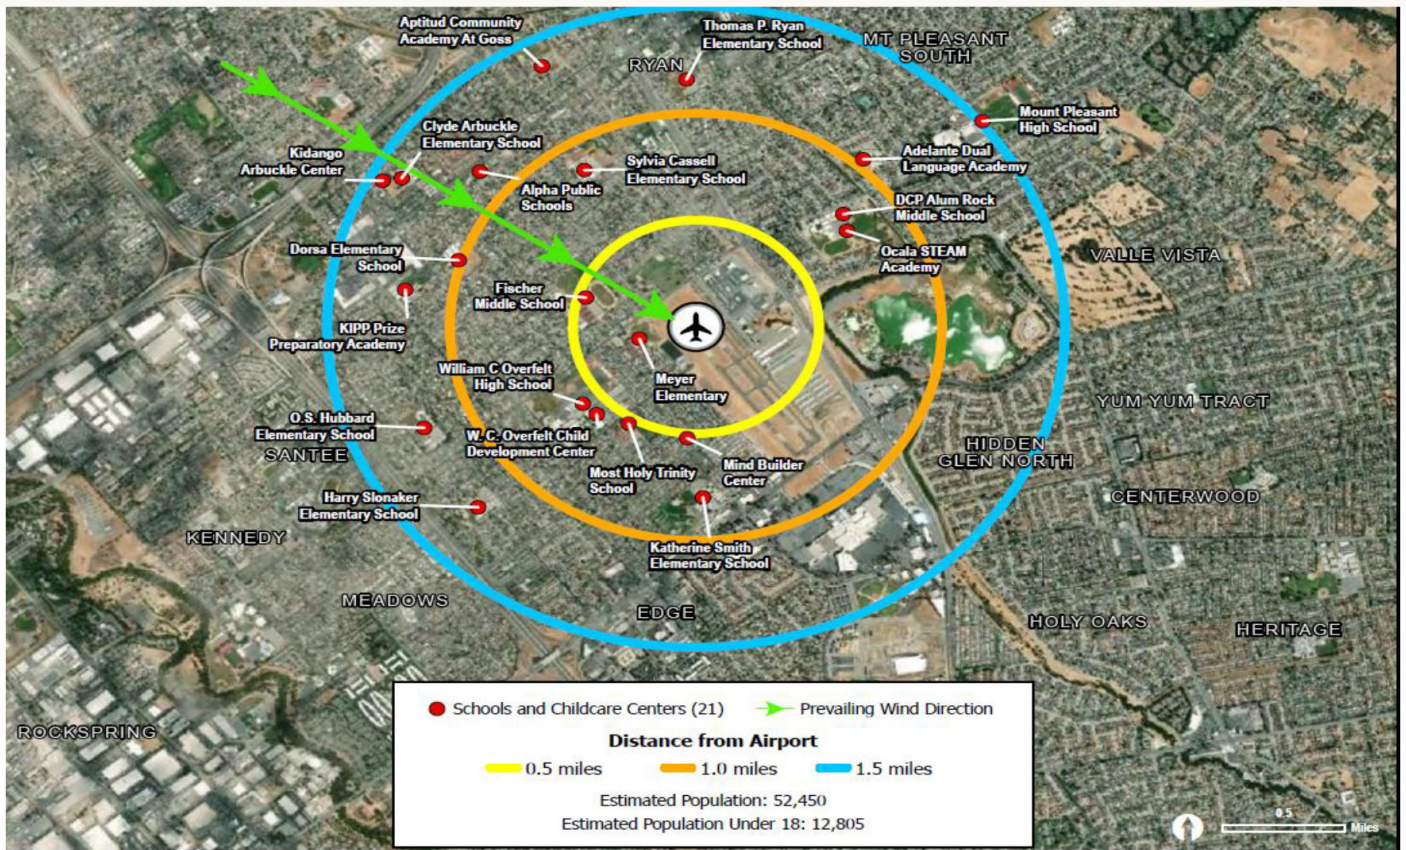 Aptitud Community
Academy At Goss
Thomas P. Ryan
Elementary School
RYAN
MT PLEASANT
SOUTH
Mount Pleasant
High School
Clyde Arbuckle
Elementary School
Kidango
Arbuckle Center
Sylvia Cassell
Elementary School
Adelante Dual
Language Academy
Alpha Public
Schools
DCP Alum Rock
Middle School
Dorsa Elementary
School
Ocala STEAM
Academy
VALLE VISTA
Fischer
Middle School
KIPP Prize
Preparatory Academy
William C Overfelt
High School
Meyer
Elementary
YUM YUM TRACT
O.S. Hubbard
Elementary School
SANTEE
W. C. Overfelt Child
Development Center
HIDDEN
GLEN NORTH
Most Holy Trinity
School
Mind Builder
Center
Harry Slonaker
Elementary School
CENTERWOOD
KENNEDY
Katherine Smith
Elementary School
MEADOWS
EDGE
HOLY OAKS
HERITAGE
ROCKSPRING
Schools and Childcare Centers (21)
Prevailing Wind Direction
Distance from Airport
0.5 miles
1.0 miles
1.5 miles
Estimated Population: 52,450
Estimated Population Under 18: 12,805
0.5
Miles